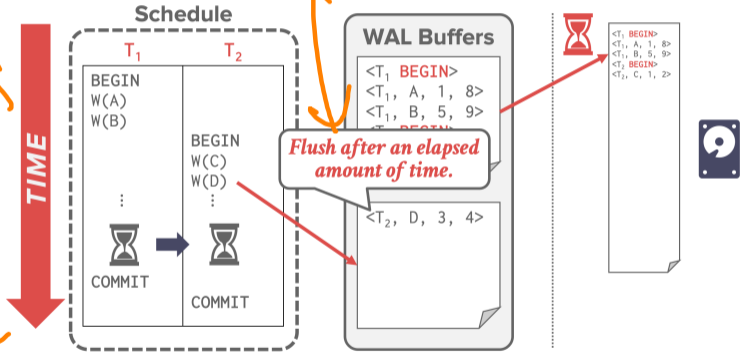 Schedule
T1 T2
BEGIN
W(A)
W(B)
⋮
COMMIT
BEGIN
W(C)
W(D)
⋮
COMMIT
TIME
WAL Buffers
<T1 BEGIN>
<T1, A, 1, 8>
<T1, B, 5, 9>
Flush after an elapsed
amount of time.
<T2, D, 3, 4>
<T1 BEGIN>
<T1, A, 1, 8>
<T1, B, 5, 9>
<T2 BEGIN>
<T2, C, 1, 2>